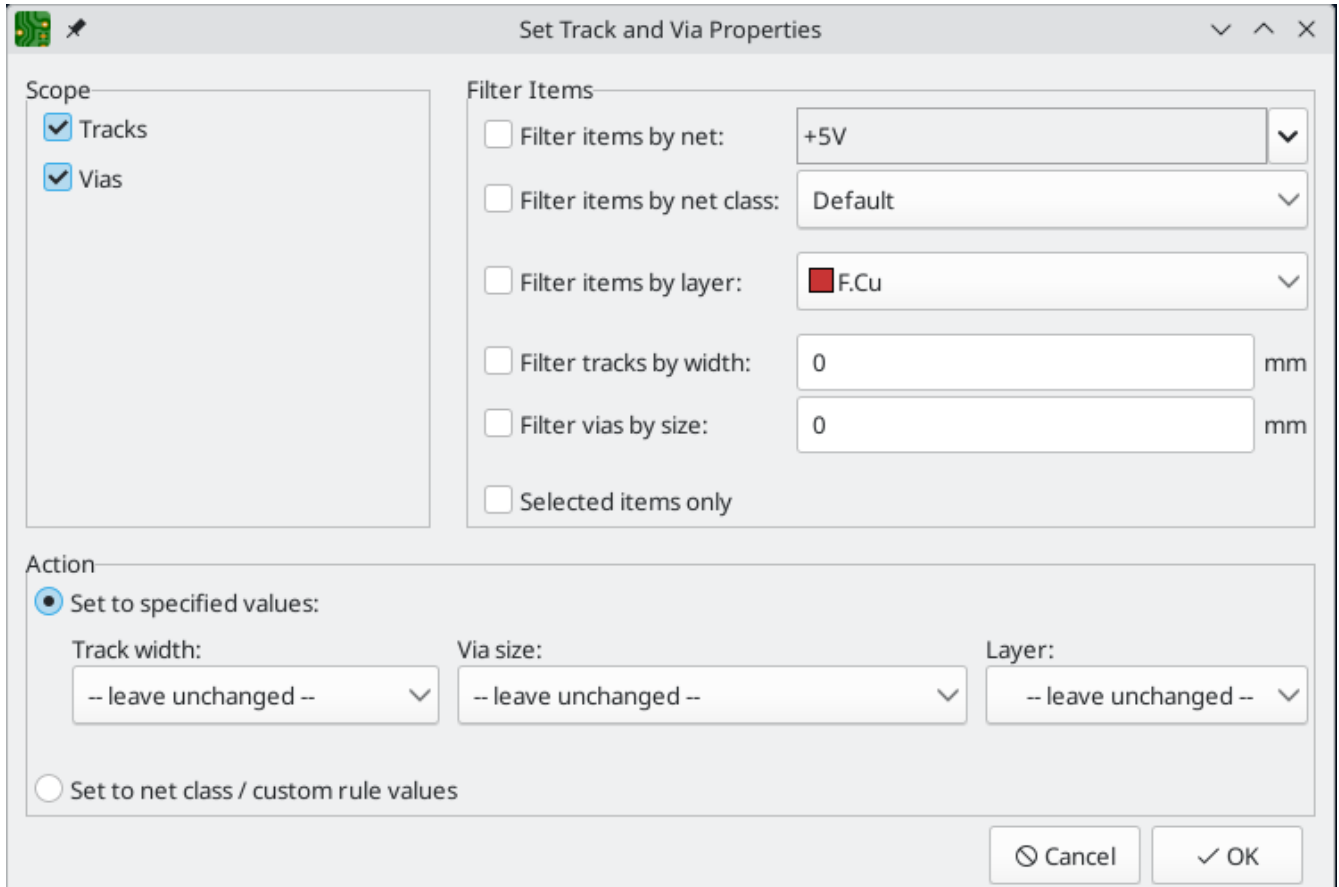 Set Track and Via Properties
Scope
Tracks
Vias
Filter Items
Filter items by net: +5V
Filter items by net class: Default
Filter items by layer: F.Cu
Filter tracks by width: 0 mm
Filter vias by size: 0 mm
Selected items only
Action
Set to specified values:
Track width: Via size: Layer:
-- leave unchanged -- -- leave unchanged -- -- leave unchanged --
Set to net class / custom rule values
Cancel OK